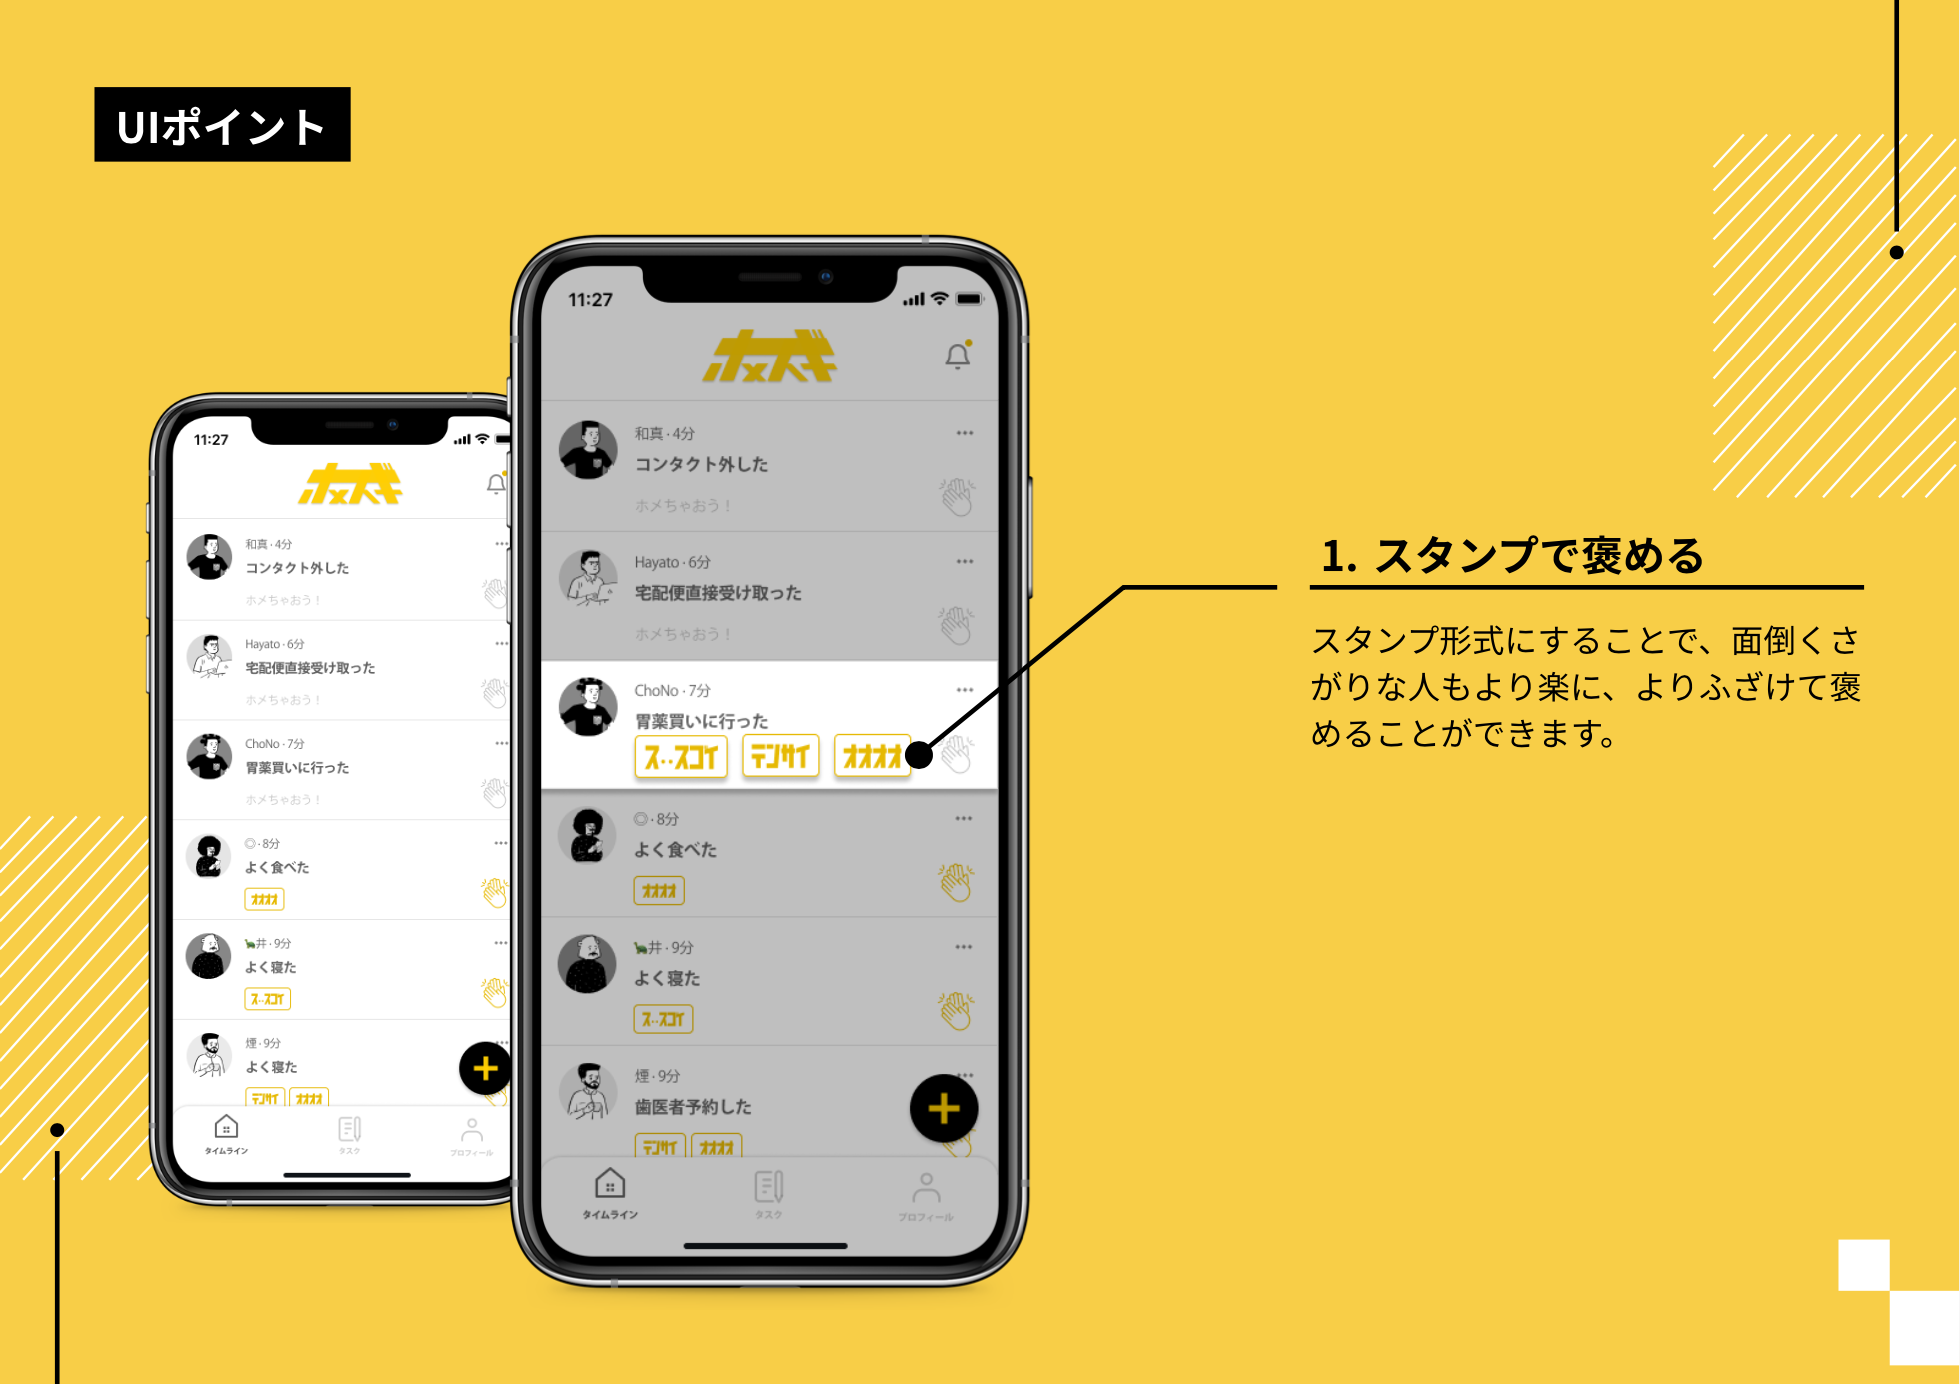 UIポイント
11:27
ホメスギ
和真・4分
コンタクト外した
ホメちゃおう！
Hayato・6分
宅配便直接受け取った
ホメちゃおう！
ChoNo・7分
胃薬買いに行った
ホメちゃおう！
◎・8分
よく食べた
オオオオ
🦕井・9分
よく寝た
ス‥スゴイ
煙・9分
よく寝た
テンサイ オオオオ
タイムライン タスク プロフィール
11:27
ホメスギ
和真・4分
コンタクト外した
ホメちゃおう！
Hayato・6分
宅配便直接受け取った
ホメちゃおう！
ChoNo・7分
胃薬買いに行った
ス‥スゴイ テンサイ オオオオ
◎・8分
よく食べた
オオオオ
🦕井・9分
よく寝た
ス‥スゴイ
煙・9分
歯医者予約した
テンサイ オオオオ
タイムライン タスク プロフィール
1. スタンプで褒める
スタンプ形式にすることで、面倒くさ
がりな人もより楽に、よりふざけて褒
めることができます。